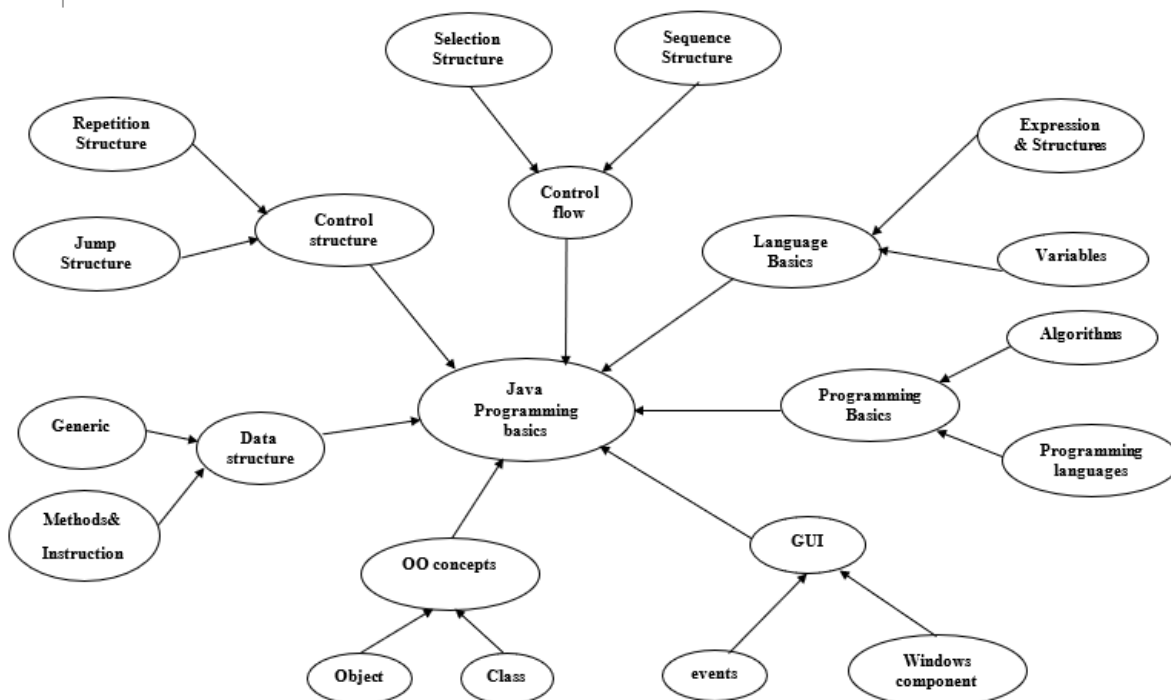 Selection
Structure
Sequence
Structure
Repetition
Structure
Expression
& Structures
Control
flow
Control
structure
Jump
Structure
Language
Basics
Variables
Algorithms
Java
Programming
basics
Programming
Basics
Generic
Data
structure
Programming
languages
Methods&
Instruction
GUI
OO concepts
Object
Class
events
Windows
component